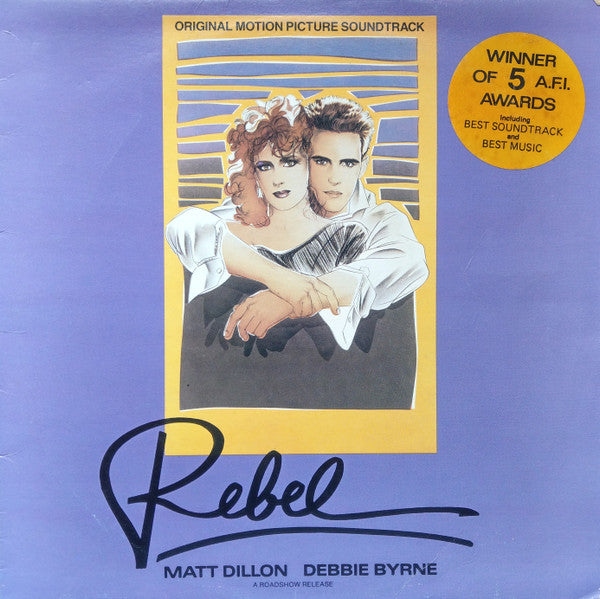 ORIGINAL MOTION PICTURE SOUNDTRACK
WINNER
OF 5 A.F.I.
AWARDS
including
BEST SOUNDTRACK
and
BEST MUSIC
Rebel
MATT DILLON DEBBIE BYRNE
A ROADSHOW RELEASE